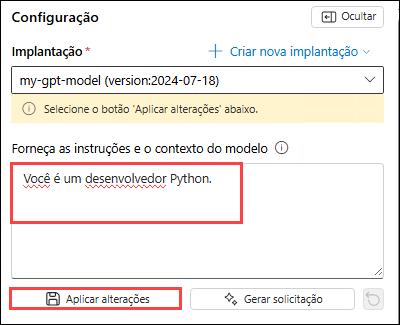 Configuração
Ocultar
Implantação *
+ Criar nova implantação
my-gpt-model (version:2024-07-18)
Selecione o botão 'Aplicar alterações' abaixo.
Forneça as instruções e o contexto do modelo
Você é um desenvolvedor Python.
Aplicar alterações
Gerar solicitação